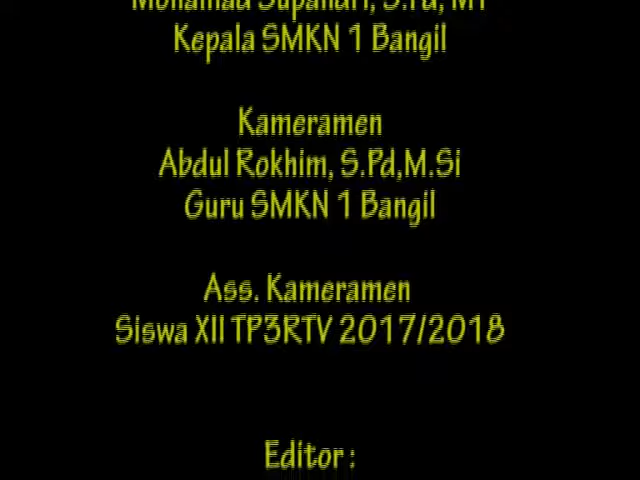 Kepala SMKN 1 Bangil
Kameramen
Abdul Rokhim, S.Pd,M.Si
Guru SMKN 1 Bangil
Ass. Kameramen
Siswa XII TP3RTV 2017/2018
Editor :